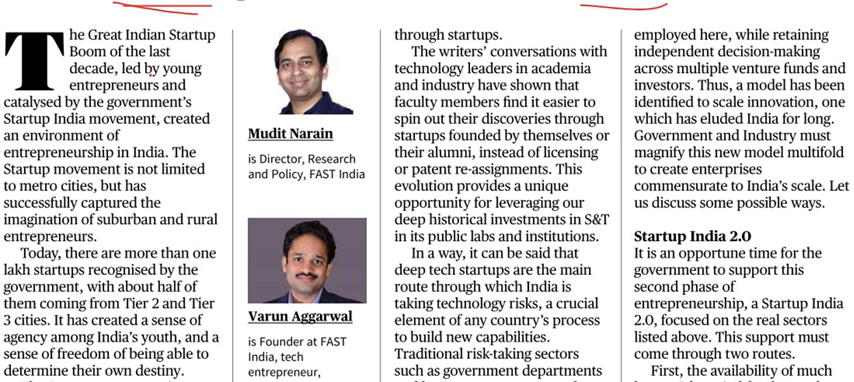 The Great Indian Startup
Boom of the last
decade, led by young
entrepreneurs and
catalysed by the government's
Startup India movement, created
an environment of
entrepreneurship in India. The
Startup movement is not limited
to metro cities, but has
successfully captured the
imagination of suburban and rural
entrepreneurs.
Today, there are more than one
lakh startups recognised by the
government, with about half of
them coming from Tier 2 and Tier
3 cities. It has created a sense of
agency among India's youth, and a
sense of freedom of being able to
determine their own destiny.
Mudit Narain
is Director, Research
and Policy, FAST India
Varun Aggarwal
is Founder at FAST
India, tech
entrepreneur,
through startups.
The writers' conversations with
technology leaders in academia
and industry have shown that
faculty members find it easier to
spin out their discoveries through
startups founded by themselves or
their alumni, instead of licensing
or patent re-assignments. This
evolution provides a unique
opportunity for leveraging our
deep historical investments in S&T
in its public labs and institutions.
In a way, it can be said that
deep tech startups are the main
route through which India is
taking technology risks, a crucial
element of any country's process
to build new capabilities.
Traditional risk-taking sectors
such as government departments
employed here, while retaining
independent decision-making
across multiple venture funds and
investors. Thus, a model has been
identified to scale innovation, one
which has eluded India for long.
Government and Industry must
magnify this new model multifold
to create enterprises
commensurate to India's scale. Let
us discuss some possible ways.
Startup India 2.0
It is an opportune time for the
government to support this
second phase of
entrepreneurship, a Startup India
2.0, focused on the real sectors
listed above. This support must
come through two routes.
First, the availability of much